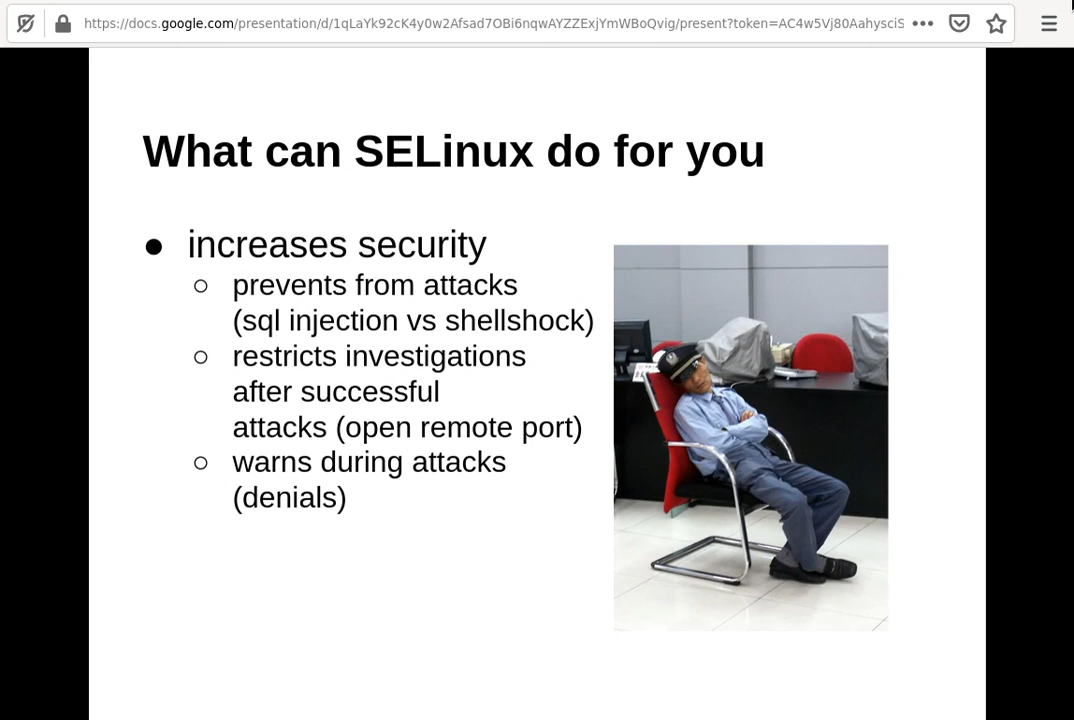 https://docs.google.com/presentation/d/1qLaYk92cK4y0w2Afsad7OBi6nqwAYZZExjYmWBoQvig/present?token=AC4w5Vj80AahysciS
What can SELinux do for you
● increases security
○ prevents from attacks
(sql injection vs shellshock)
○ restricts investigations
after successful
attacks (open remote port)
○ warns during attacks
(denials)